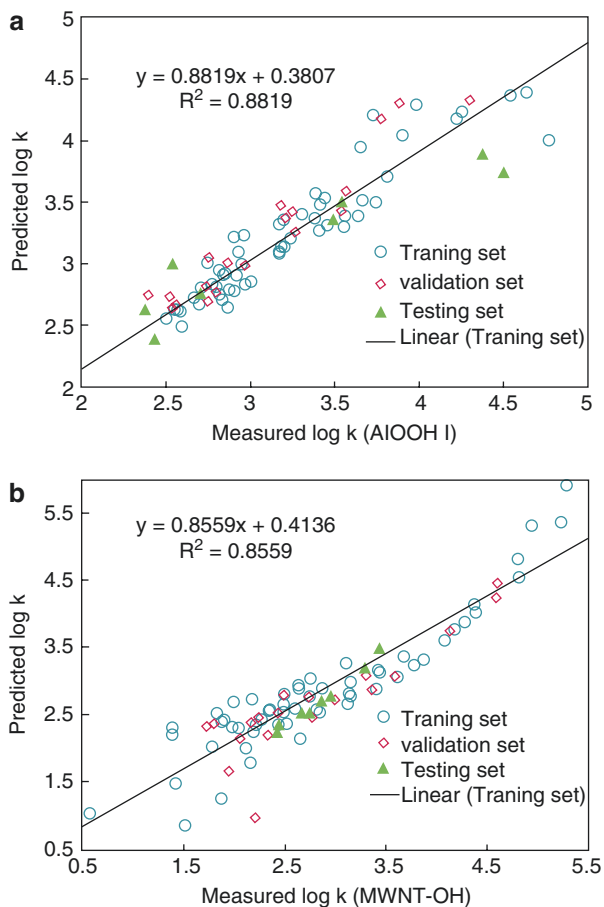 a
y = 0.8819x + 0.3807
R² = 0.8819
5
4.5
4
3.5
3
2.5
2
Predicted log k
Traning set
validation set
Testing set
Linear (Traning set)
2 2.5 3 3.5 4 4.5 5
Measured log k (AlOOH I)
b
y = 0.8559x + 0.4136
R² = 0.8559
5.5
4.5
3.5
2.5
1.5
0.5
Predicted log k
Traning set
validation set
Testing set
Linear (Traning set)
0.5 1.5 2.5 3.5 4.5 5.5
Measured log k (MWNT-OH)